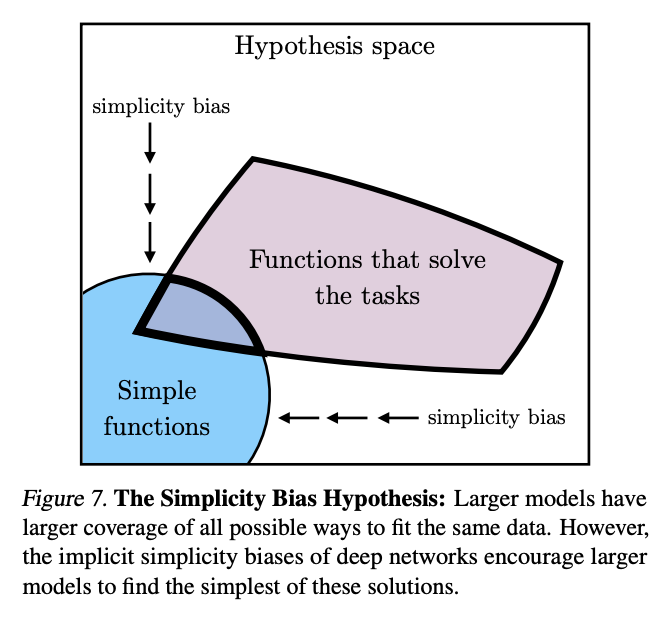 Hypothesis space
simplicity bias
Functions that solve
the tasks
Simple
functions
simplicity bias
Figure 7. The Simplicity Bias Hypothesis: Larger models have
larger coverage of all possible ways to fit the same data. However,
the implicit simplicity biases of deep networks encourage larger
models to find the simplest of these solutions.